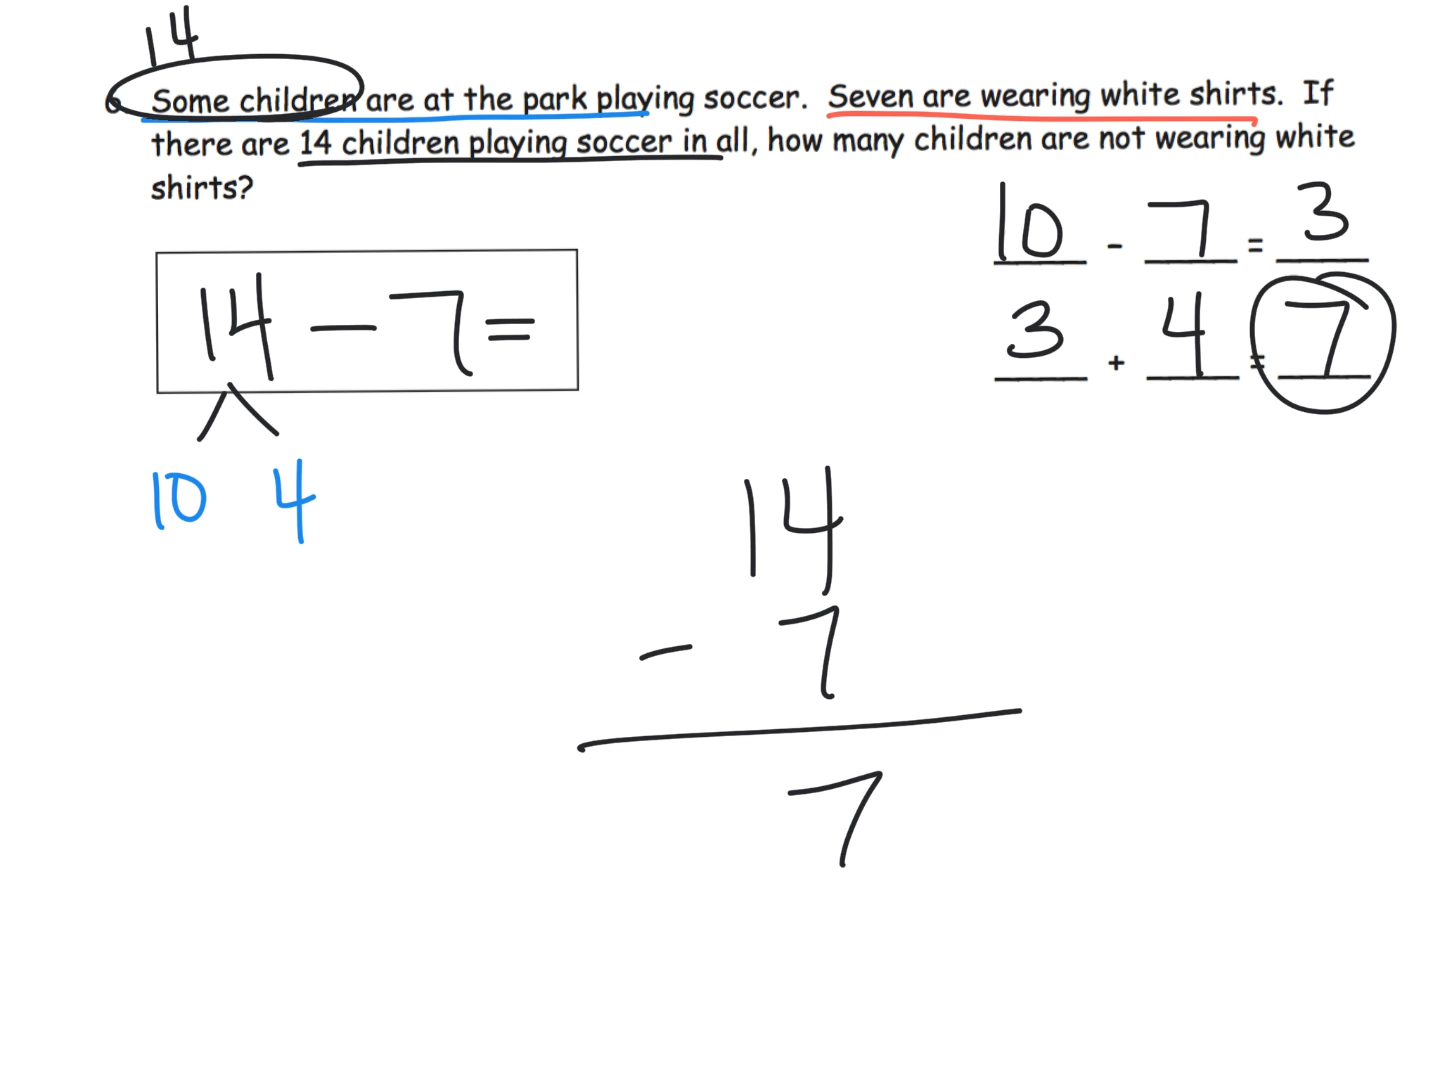 14
Some children are at the park playing soccer. Seven are wearing white shirts. If
there are 14 children playing soccer in all, how many children are not wearing white
shirts?
10 - 7 = 3
14 - 7 =
3 + 4 = 7
10 4
14
- 7
7